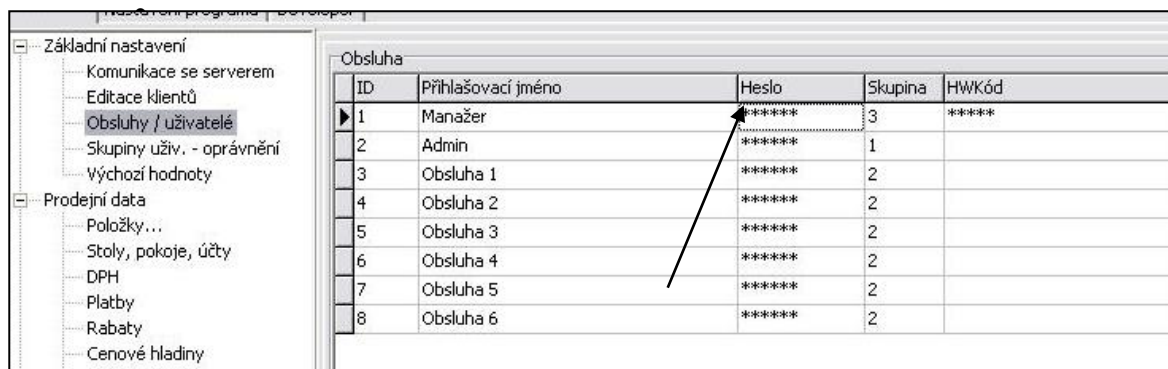 Nastavení programu Developer
Základní nastavení
Komunikace se serverem
Editace klientů
Obsluhy / uživatelé
Skupiny uživ. - oprávnění
Výchozí hodnoty
Prodejní data
Položky...
Stoly, pokoje, účty
DPH
Platby
Rabaty
Cenové hladiny
Obsluha
ID Přihlašovací jméno Heslo Skupina HWKód
1 Manažer ****** 3 *****
2 Admin ****** 1
3 Obsluha 1 ****** 2
4 Obsluha 2 ****** 2
5 Obsluha 3 ****** 2
6 Obsluha 4 ****** 2
7 Obsluha 5 ****** 2
8 Obsluha 6 ****** 2